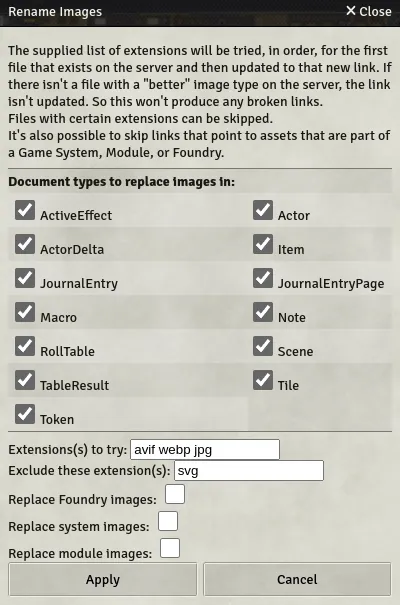 Rename Images
Close
The supplied list of extensions will be tried, in order, for the first
file that exists on the server and then updated to that new link. If
there isn't a file with a "better" image type on the server, the link
isn't updated. So this won't produce any broken links.
Files with certain extensions can be skipped.
It's also possible to skip links that point to assets that are part of
a Game System, Module, or Foundry.
Document types to replace images in:
ActiveEffect
Actor
ActorDelta
Item
JournalEntry
JournalEntryPage
Macro
Note
RollTable
Scene
TableResult
Tile
Token
Extensions(s) to try: avif webp jpg
Exclude these extension(s): svg
Replace Foundry images:
Replace system images:
Replace module images:
Apply
Cancel